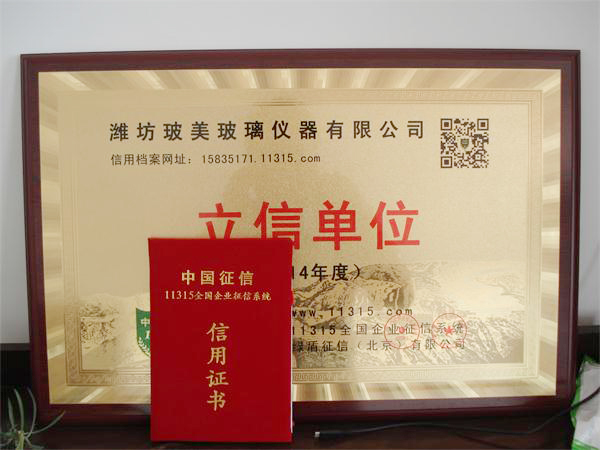 潍坊玻美玻璃仪器有限公司
信用档案网址：15835171.11315.com
立信单位
14年度）
www.11315.com
11315全国企业征信系统
绿盾征信（北京）有限公司
中国征信
11315全国企业征信系统
信用证书